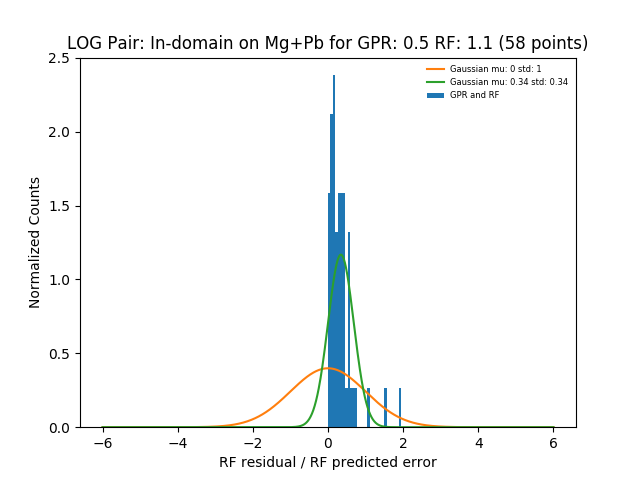 LOG Pair: In-domain on Mg+Pb for GPR: 0.5 RF: 1.1 (58 points)
Gaussian mu: 0 std: 1
Gaussian mu: 0.34 std: 0.34
GPR and RF
Normalized Counts
2.5
2.0
1.5
1.0
0.5
0.0
−6 −4 −2 0 2 4 6
RF residual / RF predicted error